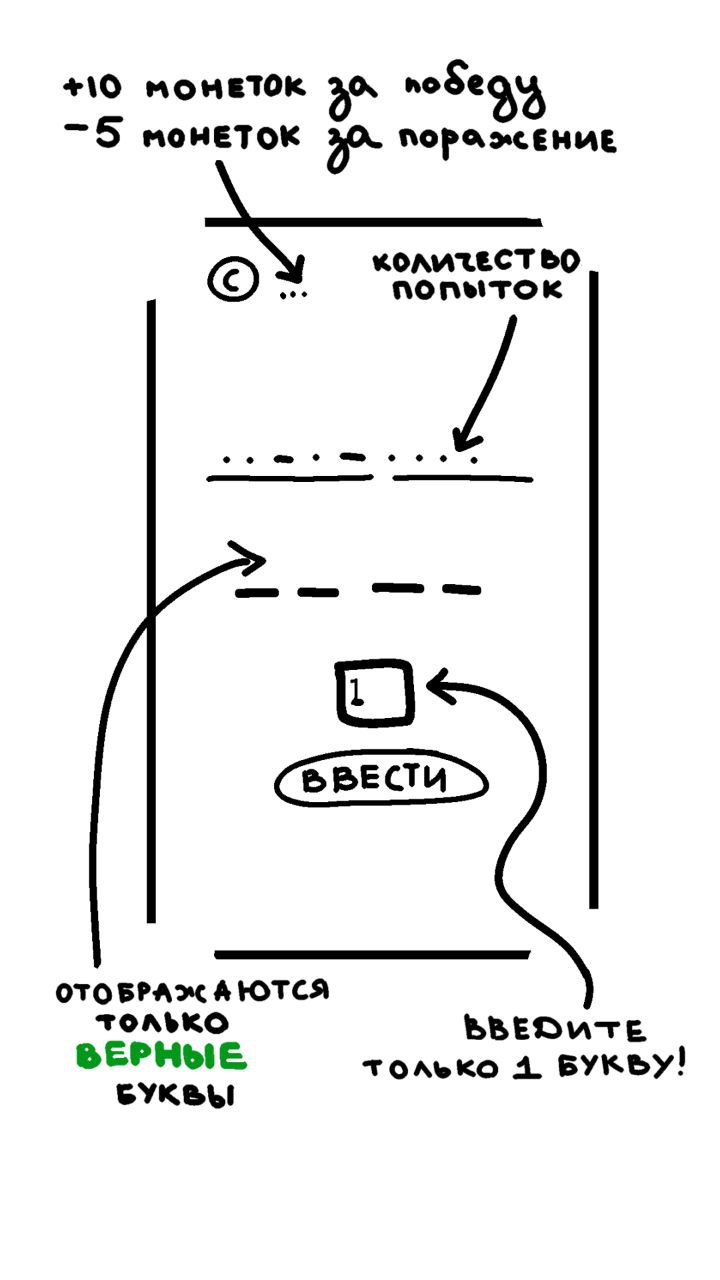 +10 монеток за победу
-5 монеток за поражение
C ...
количество
попыток
1
ввести
отображаются
только
верные
буквы
введите
только 1 букву!